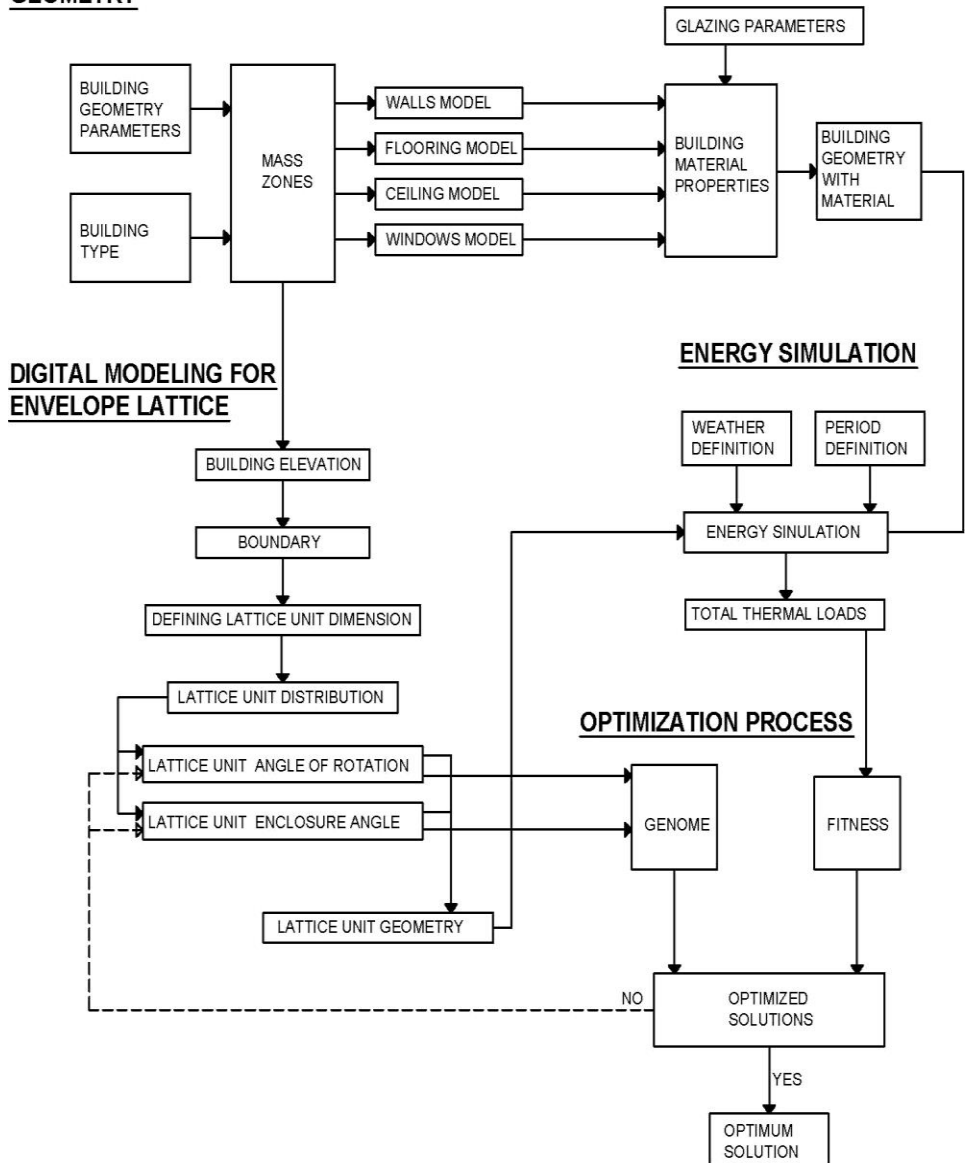 GEOMETRY
GLAZING PARAMETERS
BUILDING
GEOMETRY
PARAMETERS
MASS
ZONES
WALLS MODEL
FLOORING MODEL
CEILING MODEL
WINDOWS MODEL
BUILDING
MATERIAL
PROPERTIES
BUILDING
GEOMETRY
WITH
MATERIAL
BUILDING
TYPE
DIGITAL MODELING FOR
ENVELOPE LATTICE
ENERGY SIMULATION
WEATHER
DEFINITION
PERIOD
DEFINITION
BUILDING ELEVATION
BOUNDARY
ENERGY SINULATION
DEFINING LATTICE UNIT DIMENSION
TOTAL THERMAL LOADS
LATTICE UNIT DISTRIBUTION
OPTIMIZATION PROCESS
LATTICE UNIT ANGLE OF ROTATION
LATTICE UNIT ENCLOSURE ANGLE
GENOME
FITNESS
LATTICE UNIT GEOMETRY
NO
OPTIMIZED
SOLUTIONS
YES
OPTIMUM
SOLUTION